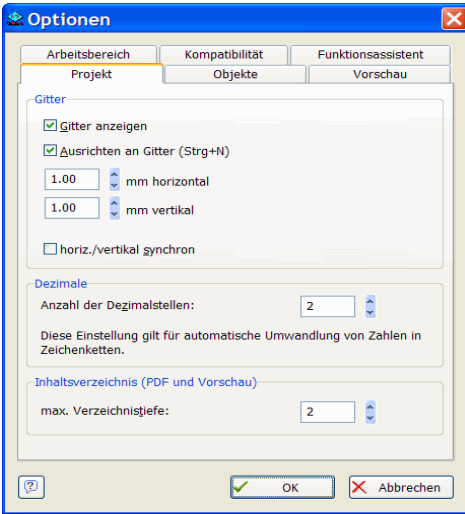 Optionen
Arbeitsbereich Kompatibilität Funktionsassistent
Projekt Objekte Vorschau
Gitter
Gitter anzeigen
Ausrichten an Gitter (Strg+N)
1.00 mm horizontal
1.00 mm vertikal
horiz./vertikal synchron
Dezimale
Anzahl der Dezimalstellen: 2
Diese Einstellung gilt für automatische Umwandlung von Zahlen in
Zeichenketten.
Inhaltsverzeichnis (PDF und Vorschau)
max. Verzeichnistiefe: 2
? OK Abbrechen